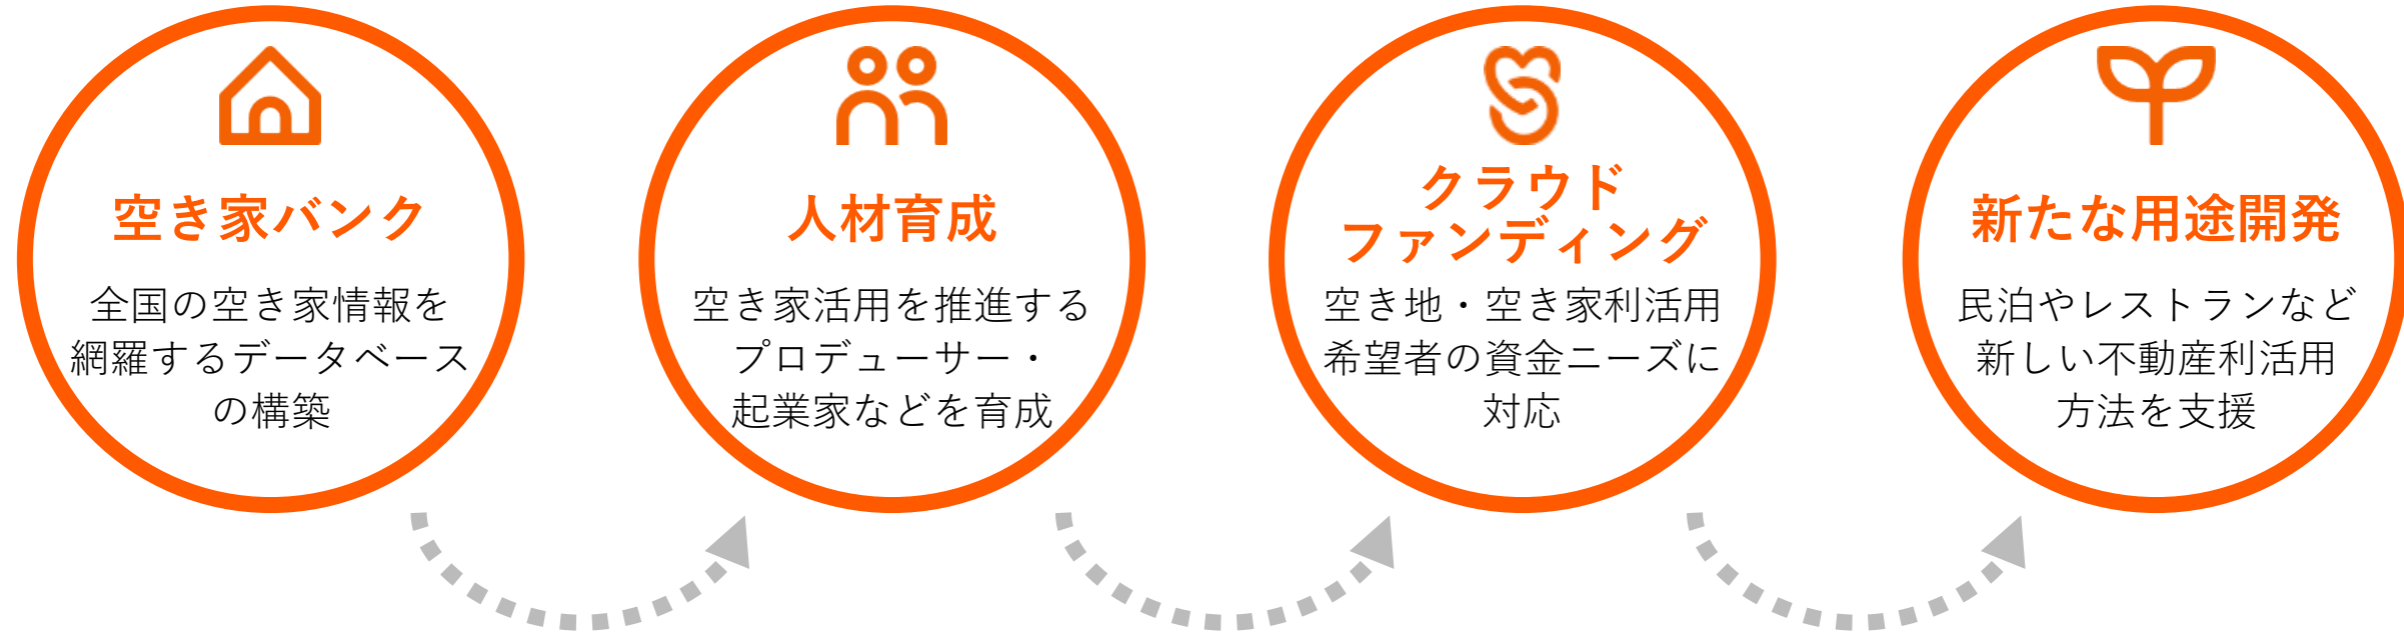 空き家バンク
全国の空き家情報を
網羅するデータベース
の構築
人材育成
空き家活用を推進する
プロデューサー・
起業家などを育成
クラウド
ファンディング
空き地・空き家利活用
希望者の資金ニーズに
対応
新たな用途開発
民泊やレストランなど
新しい不動産利活用
方法を支援